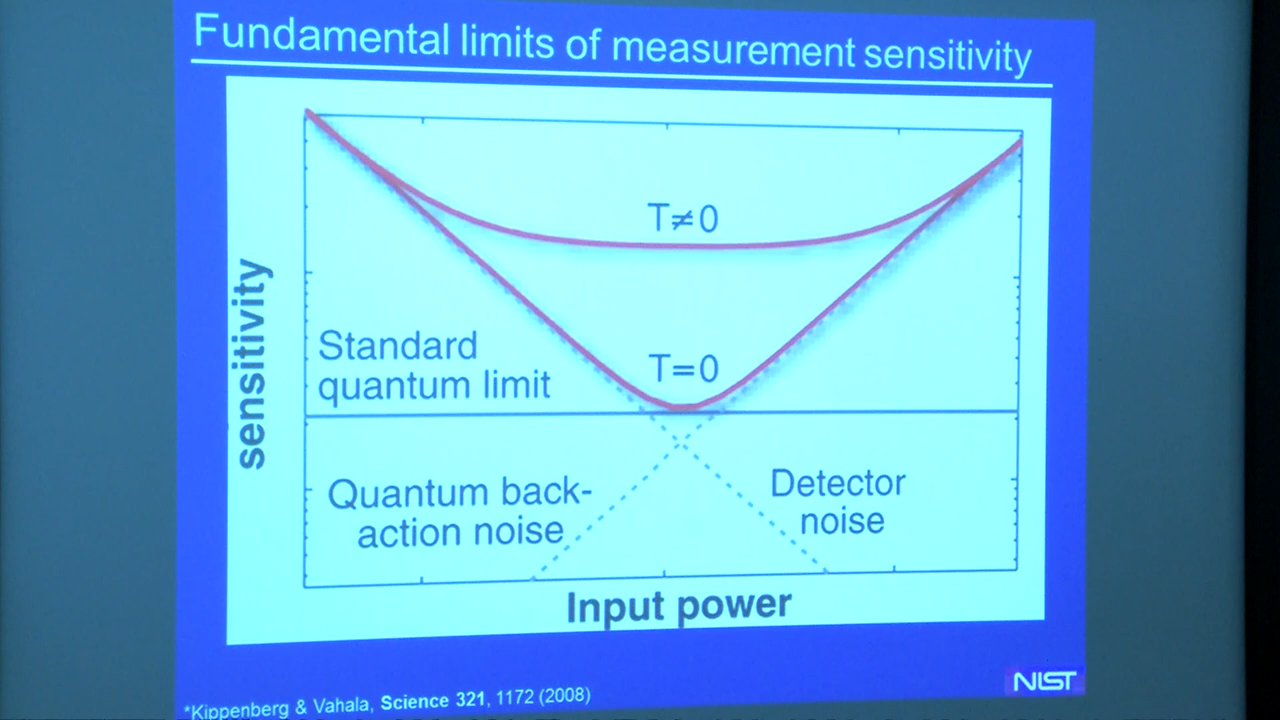 Fundamental limits of measurement sensitivity
sensitivity
T≠0
T=0
Standard
quantum limit
Quantum back-
action noise
Detector
noise
Input power
NIST
*Kippenberg & Vahala, Science 321, 1172 (2008)